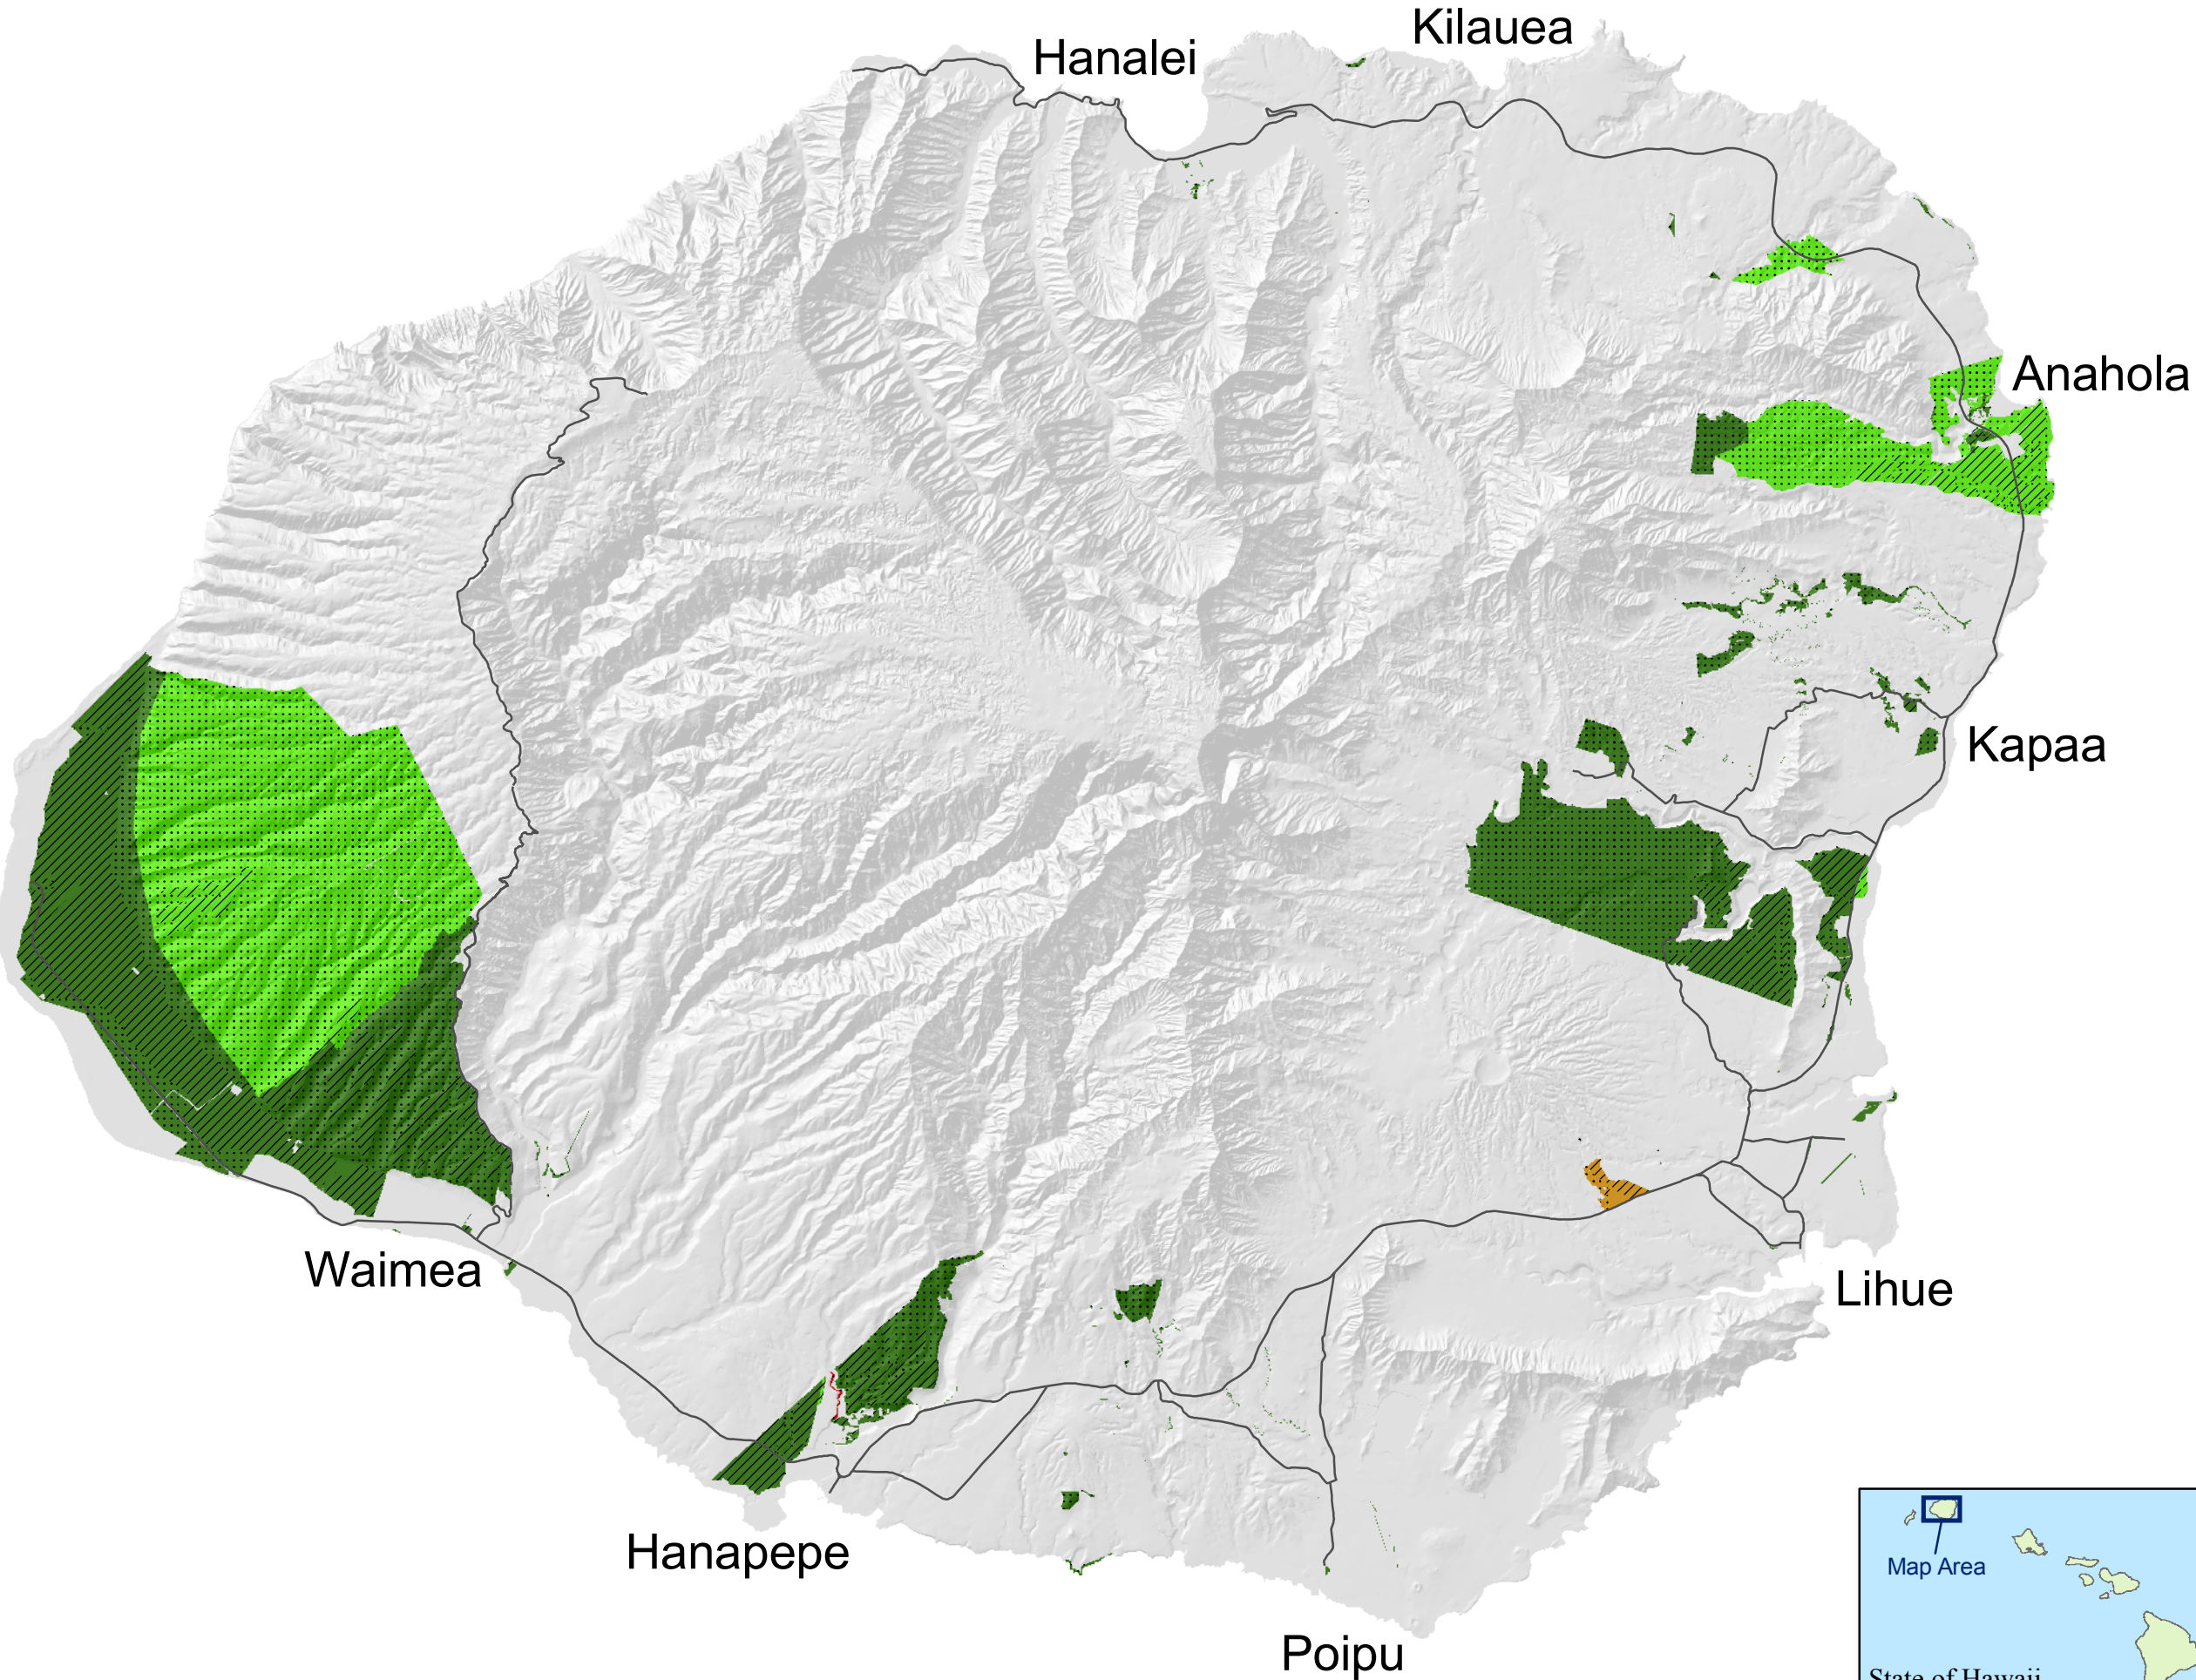 Kilauea
Hanalei
Anahola
Kapaa
Waimea
Lihue
Hanapepe
Poipu
Map Area
State of Hawaii